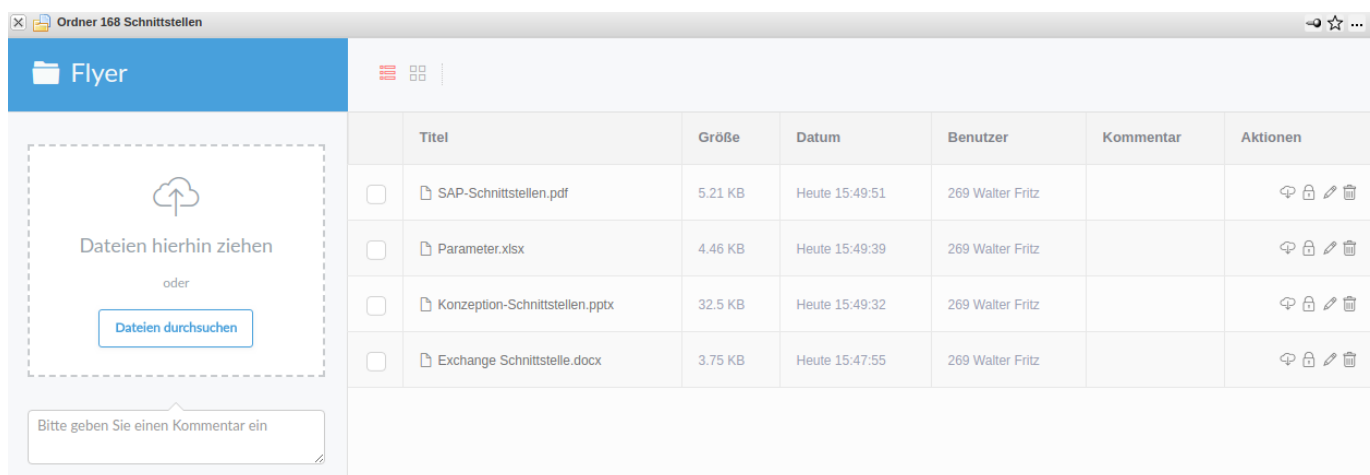 Ordner 168 Schnittstellen
Flyer
Dateien hierhin ziehen
oder
Dateien durchsuchen
Bitte geben Sie einen Kommentar ein
Titel Größe Datum Benutzer Kommentar Aktionen
SAP-Schnittstellen.pdf 5.21 KB Heute 15:49:51 269 Walter Fritz
Parameter.xlsx 4.46 KB Heute 15:49:39 269 Walter Fritz
Konzeption-Schnittstellen.pptx 32.5 KB Heute 15:49:32 269 Walter Fritz
Exchange Schnittstelle.docx 3.75 KB Heute 15:47:55 269 Walter Fritz